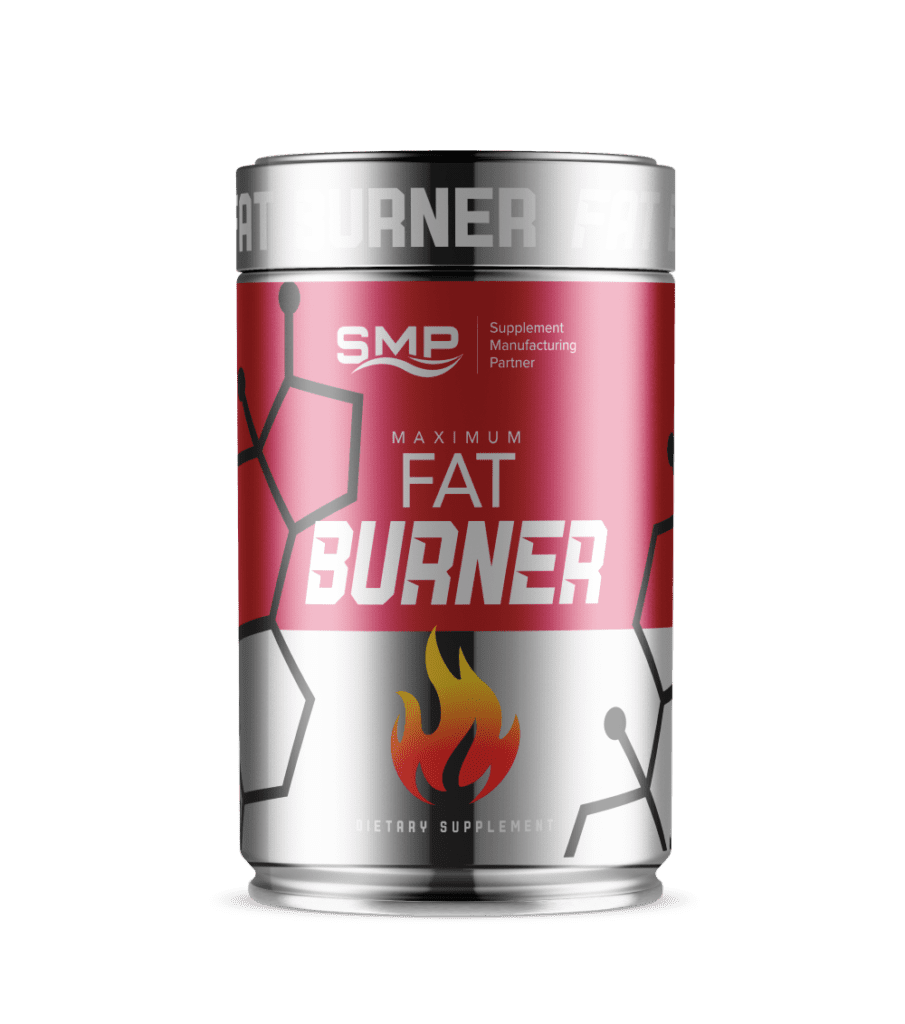 FAT BURNER FAT
SMP
Supplement
Manufacturing
Partner
MAXIMUM
FAT
BURNER
DIETARY SUPPLEMENT